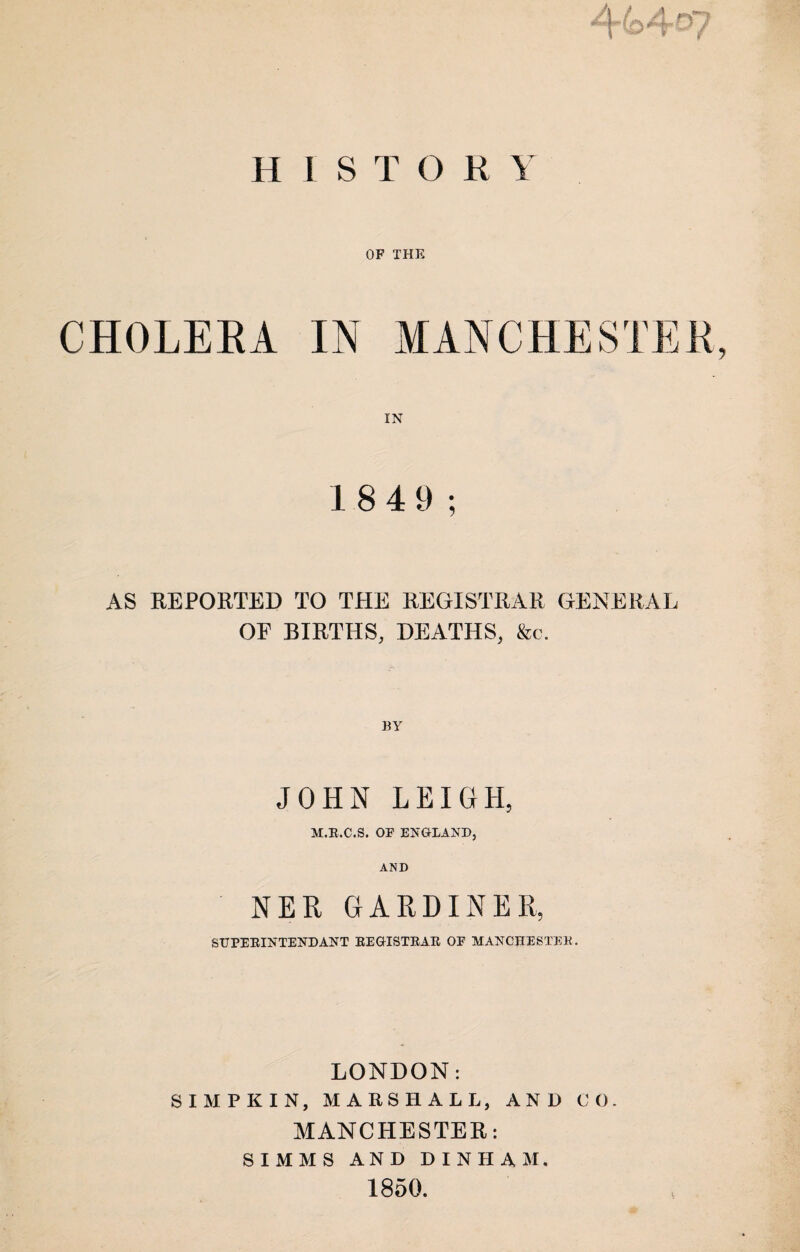 46407
HISTORY
OF THE
CHOLERA IN MANCHESTER,
IN
1849;
AS REPORTED TO THE REGISTRAR GENERAL
OF BIRTHS, DEATHS, &c.
BY
JOHN LEIGH,
M.R.C.S. OF ENGLAND,
AND
NER GARDINER,
SUPERINTENDANT REGISTRAR OF MANCHESTER.
LONDON:
SIMPKIN, MARSHALL, AND CO.
MANCHESTER:
SIMMS AND DINHAM.
1850.